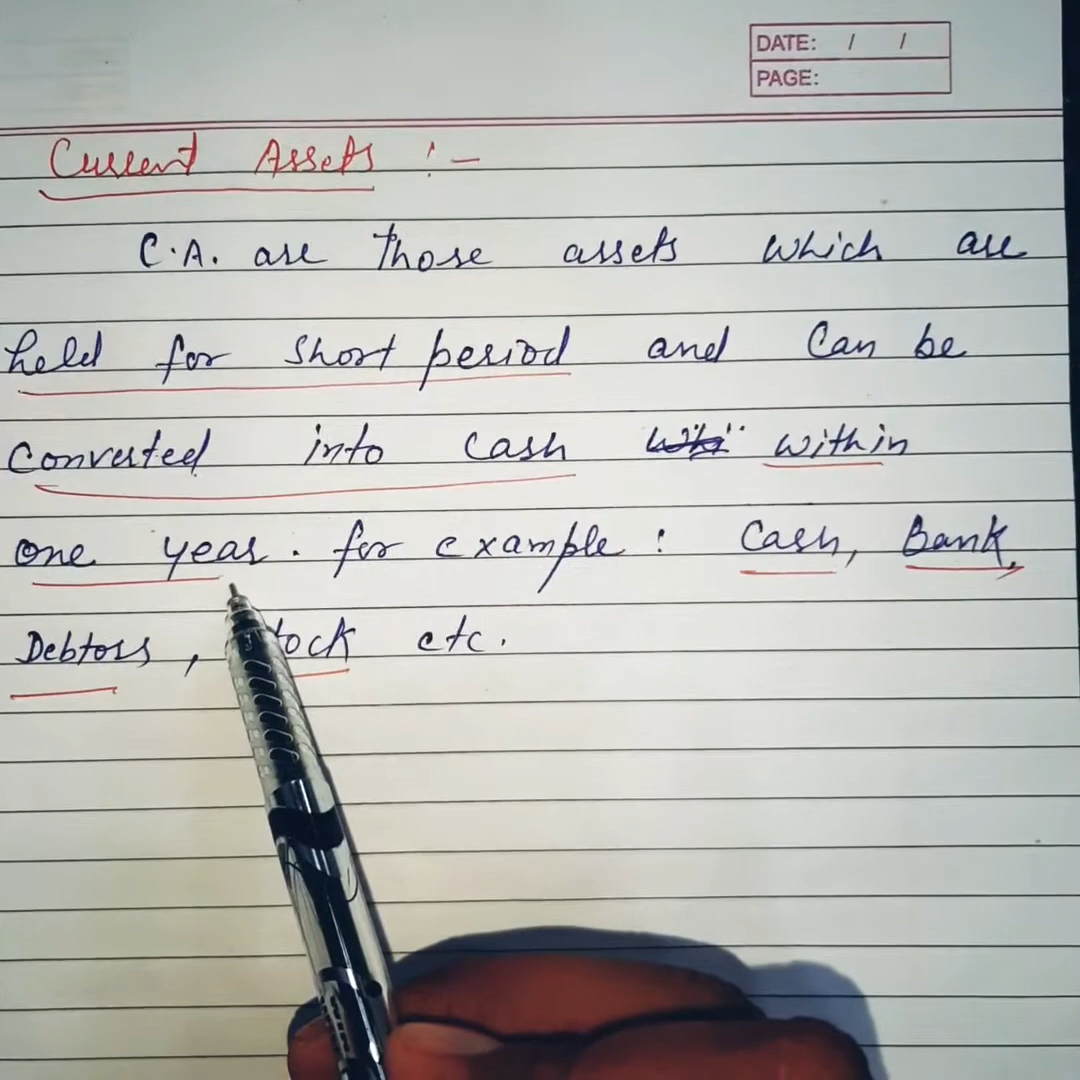 DATE: / /
PAGE:
Current Assets :-
C.A. are those assets which are
held for short period and can be
converted into cash within
one year. for example : Cash, Bank,
Debtors, tock etc.